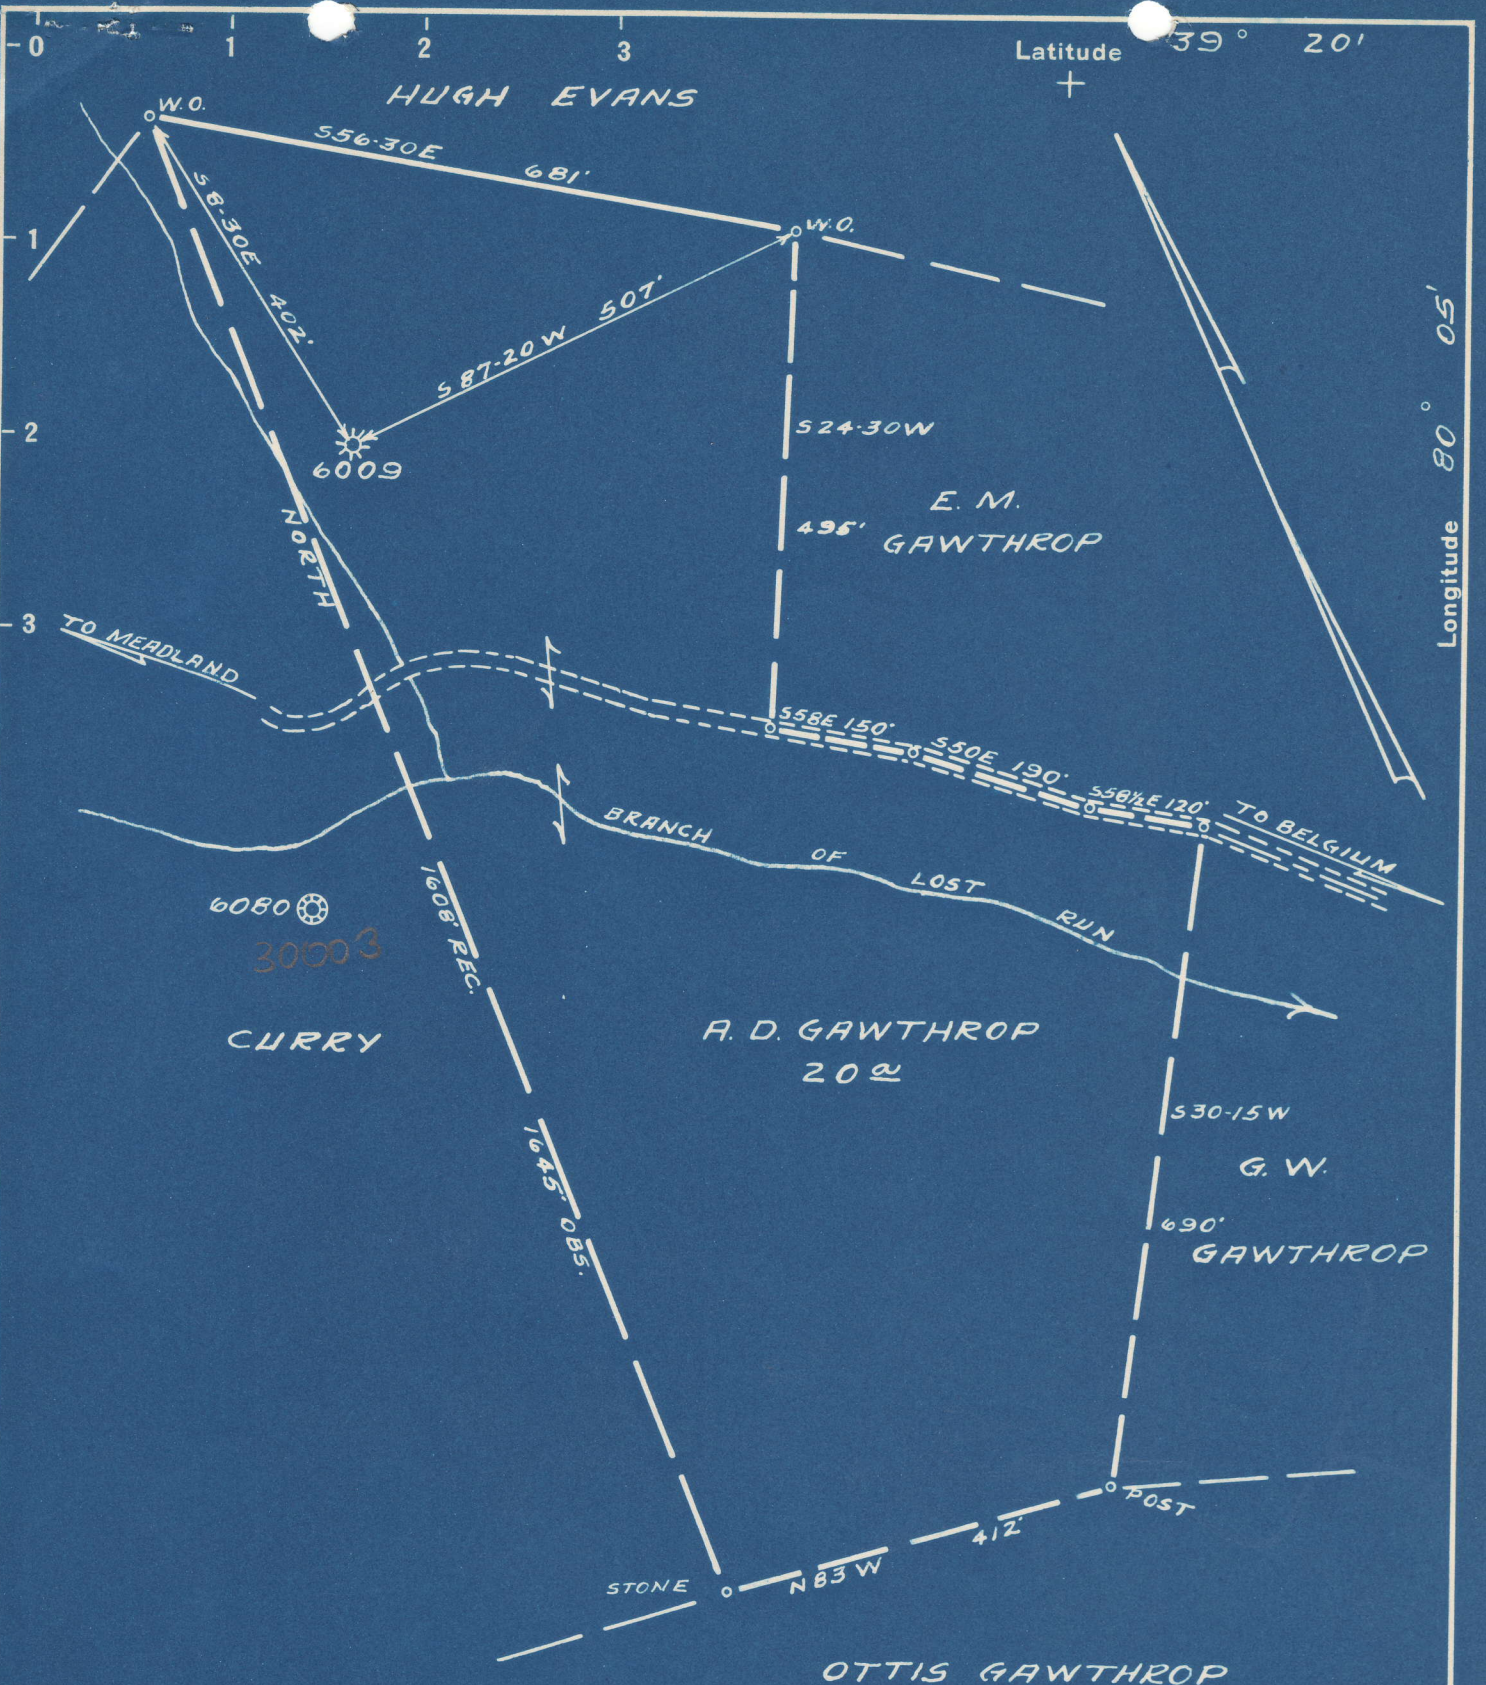 0 1 2 3
Latitude 39° 20'
HUGH EVANS
W.O.
S56-30E
681'
S8-30E
402'
1
W.O.
507'
S 87-20 W
Longitude 80° 05'
2
6009
S24-30W
495'
E. M.
GAWTHROP
NORTH
3
TO MEADLAND
S58E 150'
S50E 190'
S58½E 120'
TO BELGIUM
BRANCH OF LOST RUN
1608' REC.
6080
30003
CURRY
A. D. GAWTHROP
20 a
S30-15W
G. W.
690'
GAWTHROP
1645' OBS.
POST
412'
N 83 W
STONE
OTTIS GAWTHROP